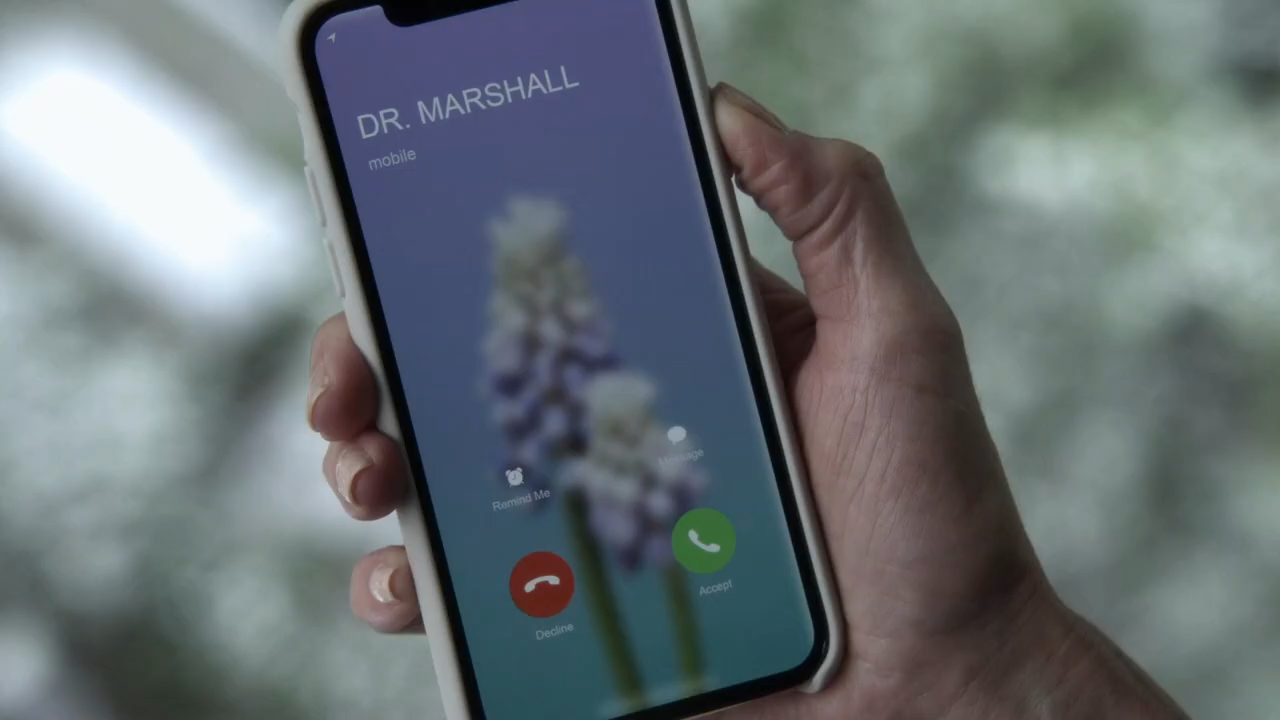 DR. MARSHALL
mobile
Message
Remind Me
Accept
Decline